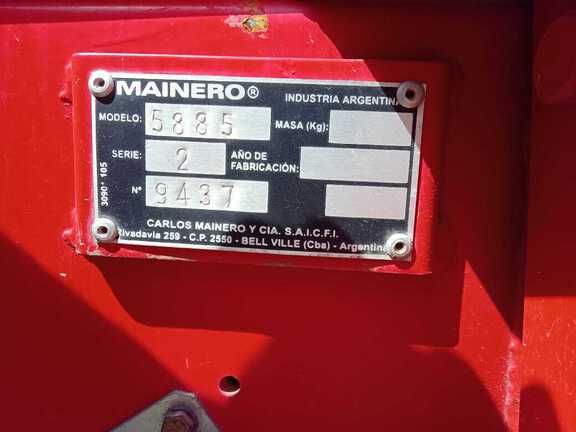 MAINERO®
INDUSTRIA ARGENTINA
MODELO: 5885 MASA (Kg):
SERIE: 2 AÑO DE FABRICACIÓN:
N° 9437
3090 * 105
CARLOS MAINERO Y CIA. S.A.I.C.F.I.
Rivadavia 259 - C.P. 2550 - BELL VILLE (Cba) - Argentina